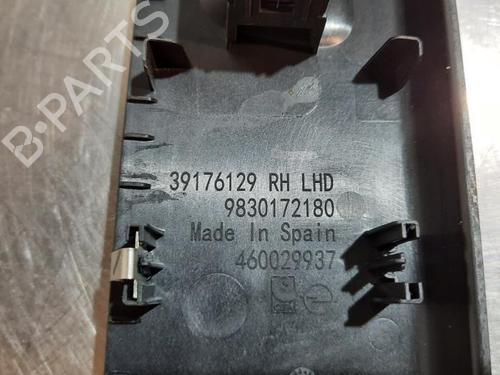 B-PARTS
39176129 RH LHD
9830172180
Made In Spain
460029937